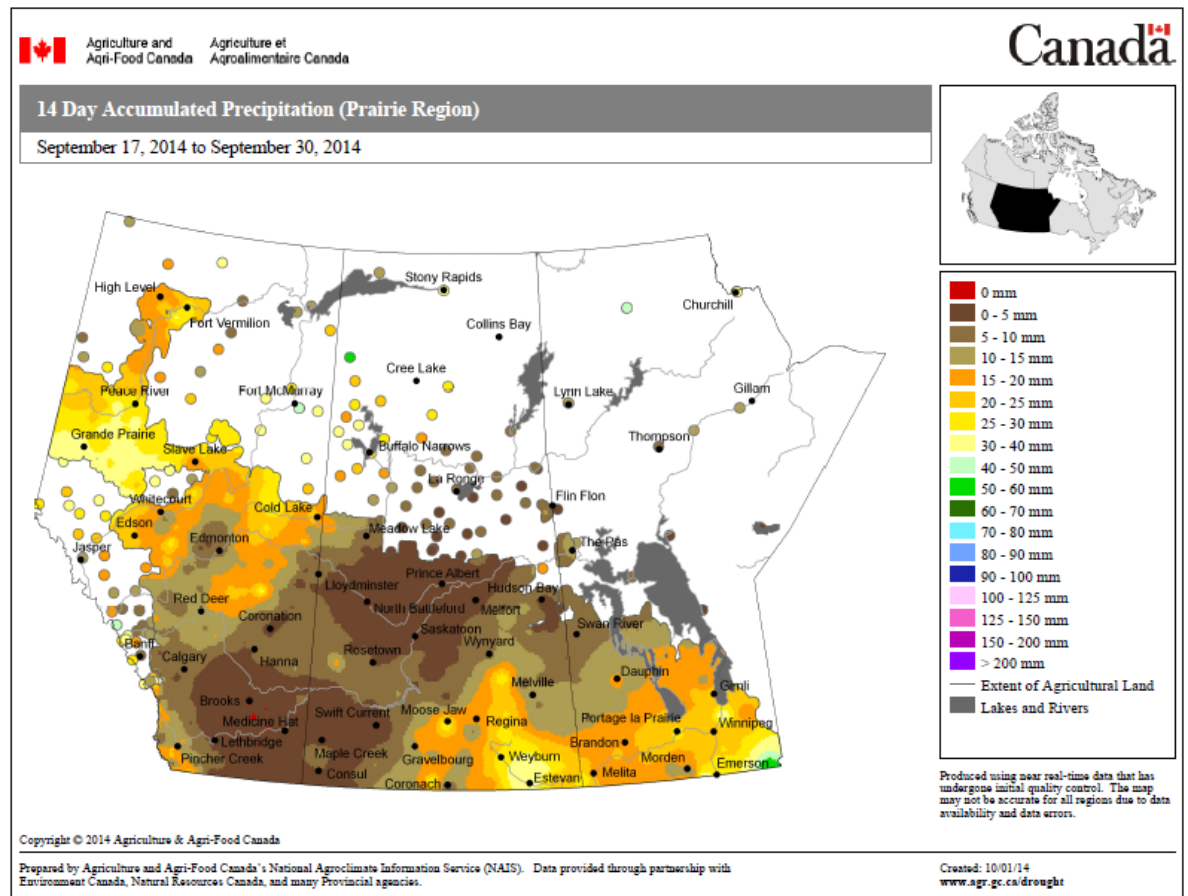 Agriculture and Agriculture et
Agri-Food Canada Agroalimentaire Canada
Canada
14 Day Accumulated Precipitation (Prairie Region)
September 17, 2014 to September 30, 2014
Stony Rapids
High Level
Churchill
Fort Vermilion
Collins Bay
Cree Lake
Peace River
Fort McMurray
Lynn Lake
Gillam
Grande Prairie
Thompson
Slave Lake
Buffalo Narrows
La Ronge
Whitecourt
Flin Flon
Cold Lake
Edson
Meadow Lake
Edmonton
The Pas
Jasper
Prince Albert
Lloydminster
Hudson Bay
Red Deer
North Battleford
Melfort
Coronation
Swan River
Saskatoon
Banff
Wynyard
Rosetown
Calgary
Hanna
Dauphin
Melville
Gimli
Brooks
Swift Current
Moose Jaw
Medicine Hat
Regina
Portage la Prairie
Winnipeg
Lethbridge
Brandon
Pincher Creek
Maple Creek
Gravelbourg
Weyburn
Morden
Emerson
Consul
Estevan
Melita
Coronach
0 mm
0 - 5 mm
5 - 10 mm
10 - 15 mm
15 - 20 mm
20 - 25 mm
25 - 30 mm
30 - 40 mm
40 - 50 mm
50 - 60 mm
60 - 70 mm
70 - 80 mm
80 - 90 mm
90 - 100 mm
100 - 125 mm
125 - 150 mm
150 - 200 mm
> 200 mm
Extent of Agricultural Land
Lakes and Rivers
Produced using near real-time data that has
undergone initial quality control. The map
may not be accurate for all regions due to data
availability and data errors.
Copyright © 2014 Agriculture & Agri-Food Canada
Prepared by Agriculture and Agri-Food Canada's National Agroclimate Information Service (NAIS). Data provided through partnership with
Environment Canada, Natural Resources Canada, and many Provincial agencies.
Created: 10/01/14
www.agr.gc.ca/drought